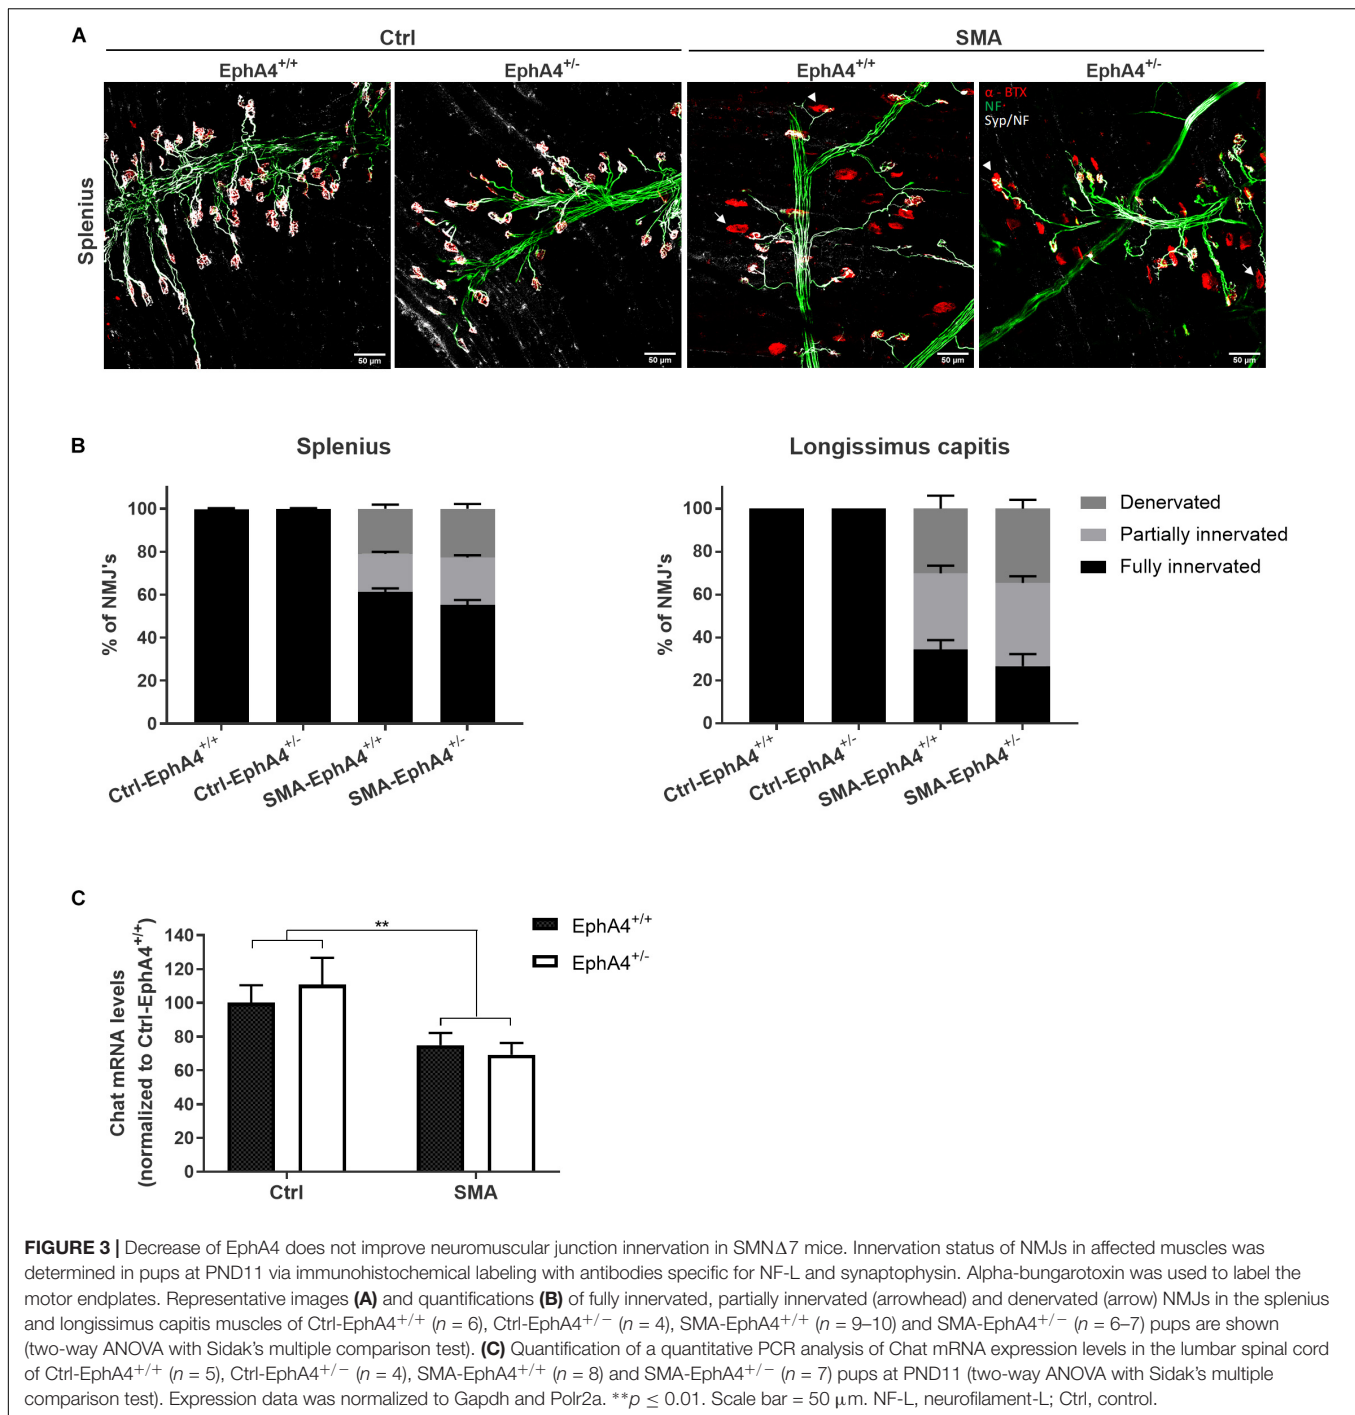 A
Ctrl
SMA
EphA4+/+
EphA4+/-
EphA4+/+
EphA4+/-
Splenius
α - BTX
NF
Syp/NF
50 µm
50 µm
50 µm
50 µm
B
Splenius
Longissimus capitis
% of NMJ's
100
80
60
40
20
0
Ctrl-EphA4+/+
Ctrl-EphA4+/-
SMA-EphA4+/+
SMA-EphA4+/-
% of NMJ's
100
80
60
40
20
0
Ctrl-EphA4+/+
Ctrl-EphA4+/-
SMA-EphA4+/+
SMA-EphA4+/-
Denervated
Partially innervated
Fully innervated
C
Chat mRNA levels
(normalized to Ctrl-EphA4+/+)
140
120
100
80
60
40
20
0
**
Ctrl
SMA
EphA4+/+
EphA4+/-
FIGURE 3 | Decrease of EphA4 does not improve neuromuscular junction innervation in SMNΔ7 mice. Innervation status of NMJs in affected muscles was
determined in pups at PND11 via immunohistochemical labeling with antibodies specific for NF-L and synaptophysin. Alpha-bungarotoxin was used to label the
motor endplates. Representative images (A) and quantifications (B) of fully innervated, partially innervated (arrowhead) and denervated (arrow) NMJs in the splenius
and longissimus capitis muscles of Ctrl-EphA4+/+ (n = 6), Ctrl-EphA4+/− (n = 4), SMA-EphA4+/+ (n = 9–10) and SMA-EphA4+/− (n = 6–7) pups are shown
(two-way ANOVA with Sidak's multiple comparison test). (C) Quantification of a quantitative PCR analysis of Chat mRNA expression levels in the lumbar spinal cord
of Ctrl-EphA4+/+ (n = 5), Ctrl-EphA4+/− (n = 4), SMA-EphA4+/+ (n = 8) and SMA-EphA4+/− (n = 7) pups at PND11 (two-way ANOVA with Sidak's multiple
comparison test). Expression data was normalized to Gapdh and Polr2a. **p ≤ 0.01. Scale bar = 50 µm. NF-L, neurofilament-L; Ctrl, control.